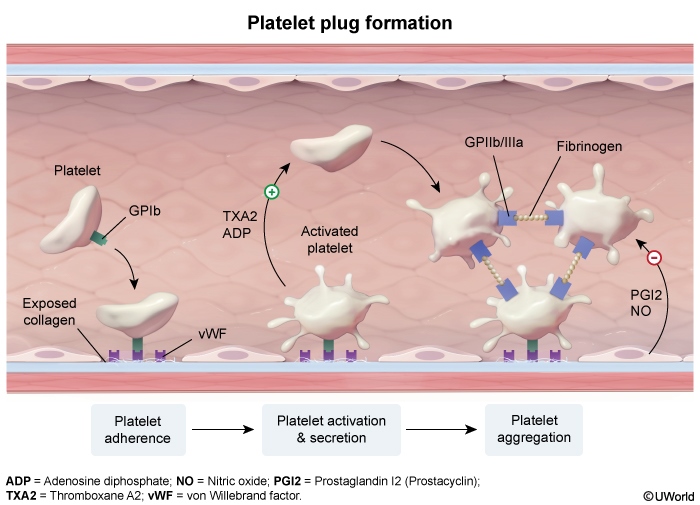 Platelet plug formation
Platelet
GPIb
Exposed
collagen
vWF
TXA2
ADP
Activated
platelet
GPIIb/IIIa
Fibrinogen
PGI2
NO
Platelet
adherence
Platelet activation
& secretion
Platelet
aggregation
ADP = Adenosine diphosphate; NO = Nitric oxide; PGI2 = Prostaglandin I2 (Prostacyclin);
TXA2 = Thromboxane A2; vWF = von Willebrand factor.
©UWorld